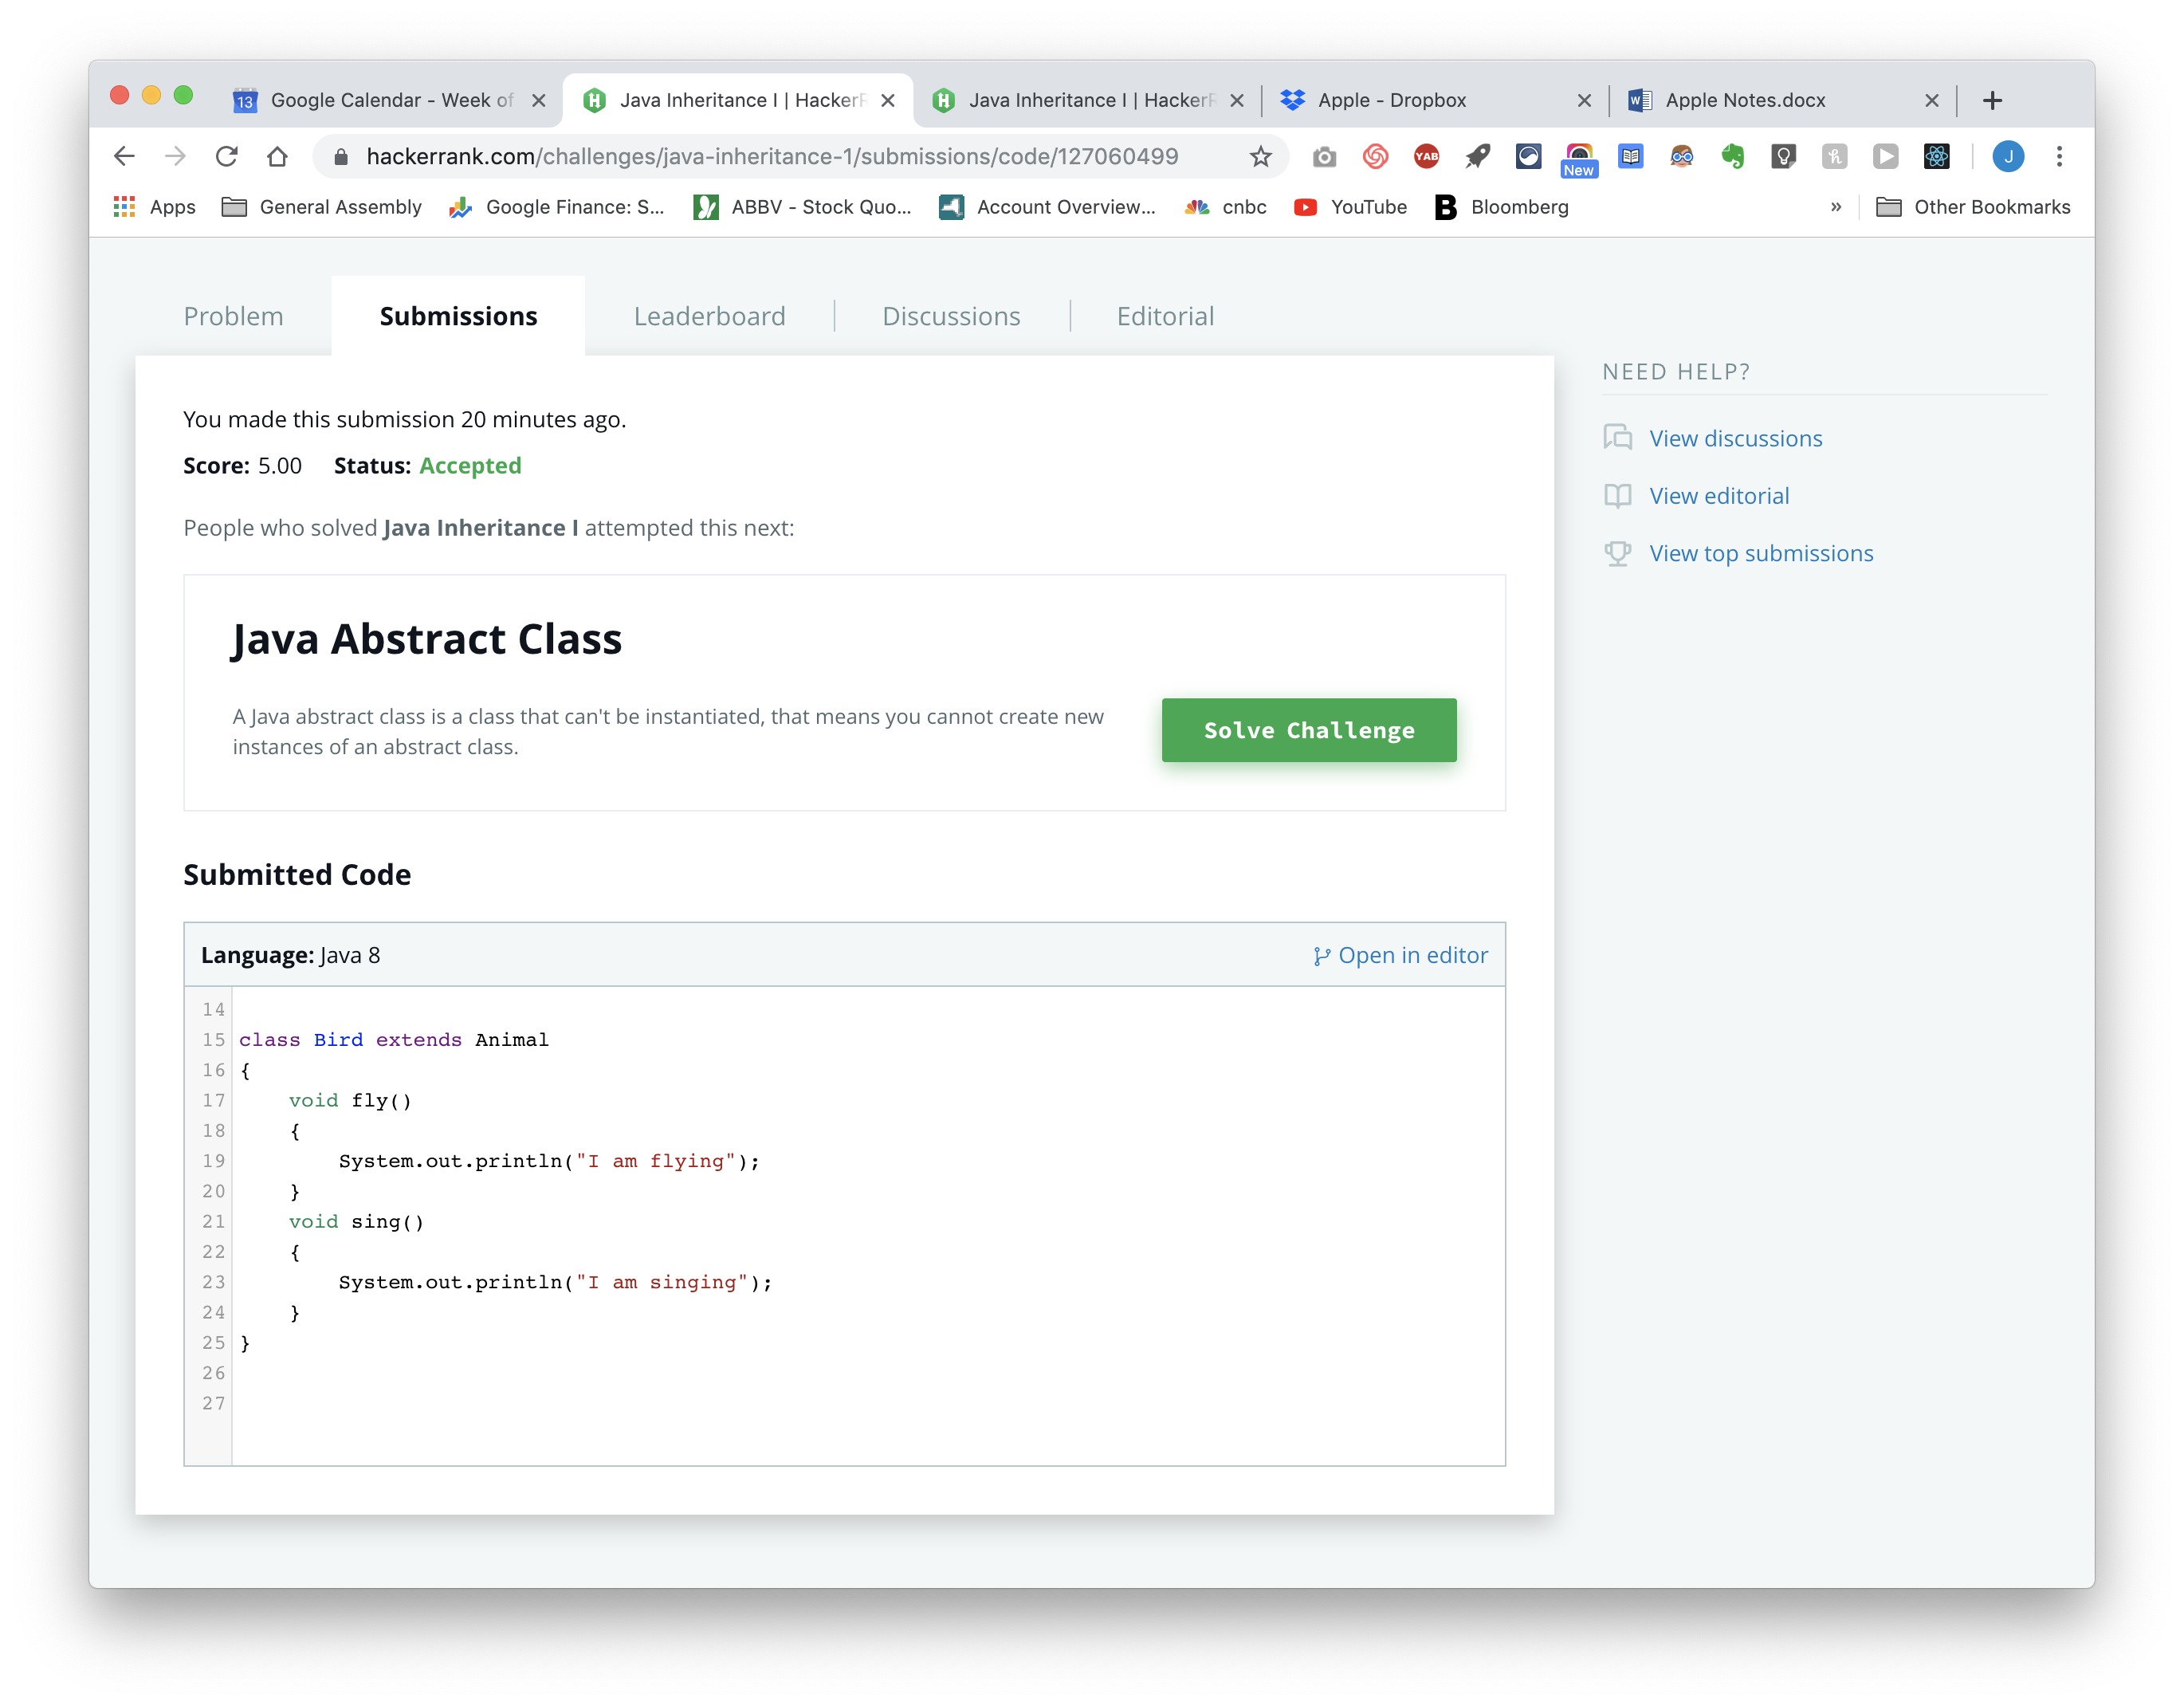 13 Google Calendar - Week of
Java Inheritance I | HackerR
Java Inheritance I | HackerR
Apple - Dropbox
Apple Notes.docx
hackerrank.com/challenges/java-inheritance-1/submissions/code/127060499
YAB
New
J
Apps
General Assembly
Google Finance: S...
ABBV - Stock Quo...
Account Overview...
cnbc
YouTube
B Bloomberg
»
Other Bookmarks
Problem
Submissions
Leaderboard
Discussions
Editorial
You made this submission 20 minutes ago.
Score: 5.00 Status: Accepted
People who solved Java Inheritance I attempted this next:
Java Abstract Class
A Java abstract class is a class that can't be instantiated, that means you cannot create new
instances of an abstract class.
Solve Challenge
Submitted Code
Language: Java 8
Open in editor
14
15 class Bird extends Animal
16 {
17     void fly()
18     {
19         System.out.println("I am flying");
20     }
21     void sing()
22     {
23         System.out.println("I am singing");
24     }
25 }
26
27
NEED HELP?
View discussions
View editorial
View top submissions